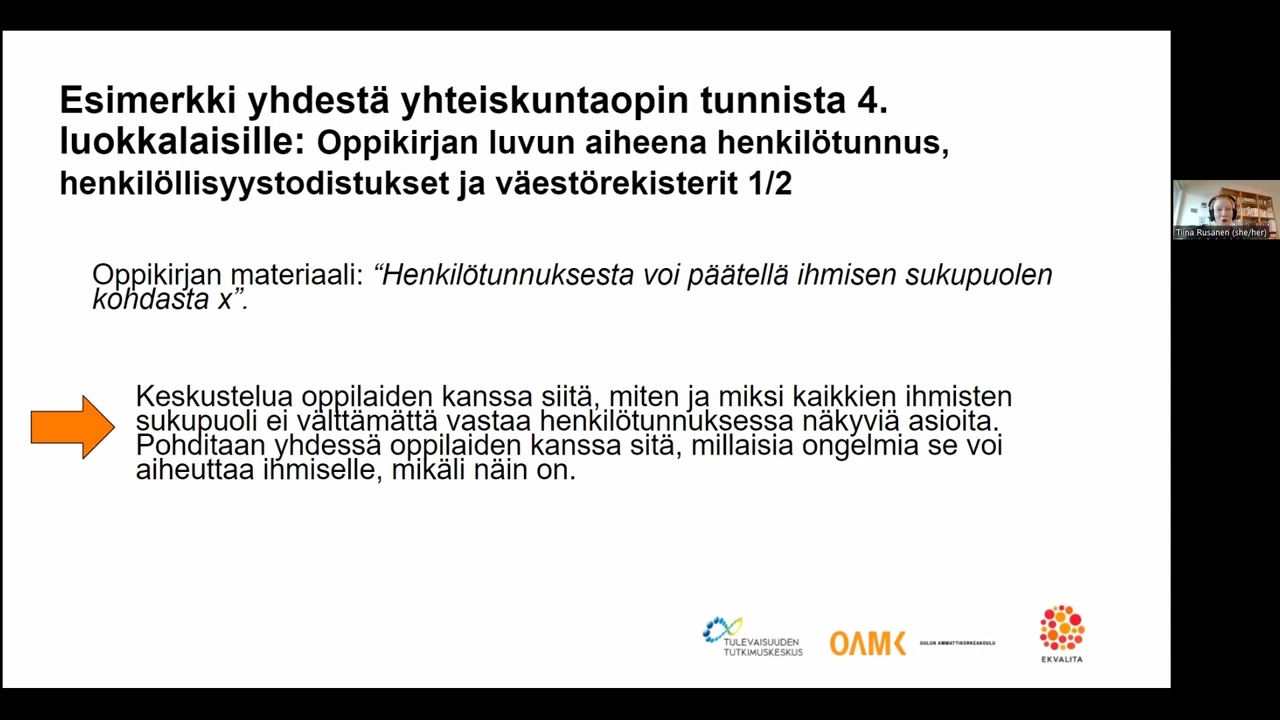 Esimerkki yhdestä yhteiskuntaopin tunnista 4.
luokkalaisille: Oppikirjan luvun aiheena henkilötunnus,
henkilöllisyystodistukset ja väestörekisterit 1/2
Oppikirjan materiaali: “Henkilötunnuksesta voi päätellä ihmisen sukupuolen
kohdasta x”.
Keskustelua oppilaiden kanssa siitä, miten ja miksi kaikkien ihmisten
sukupuoli ei välttämättä vastaa henkilötunnuksessa näkyviä asioita.
Pohditaan yhdessä oppilaiden kanssa sitä, millaisia ongelmia se voi
aiheuttaa ihmiselle, mikäli näin on.
Tiina Rusanen (she/her)
TULEVAISUUDEN
TUTKIMUSKESKUS
OAMK
OULUN AMMATTIKORKEAKOULU
EKVALITA